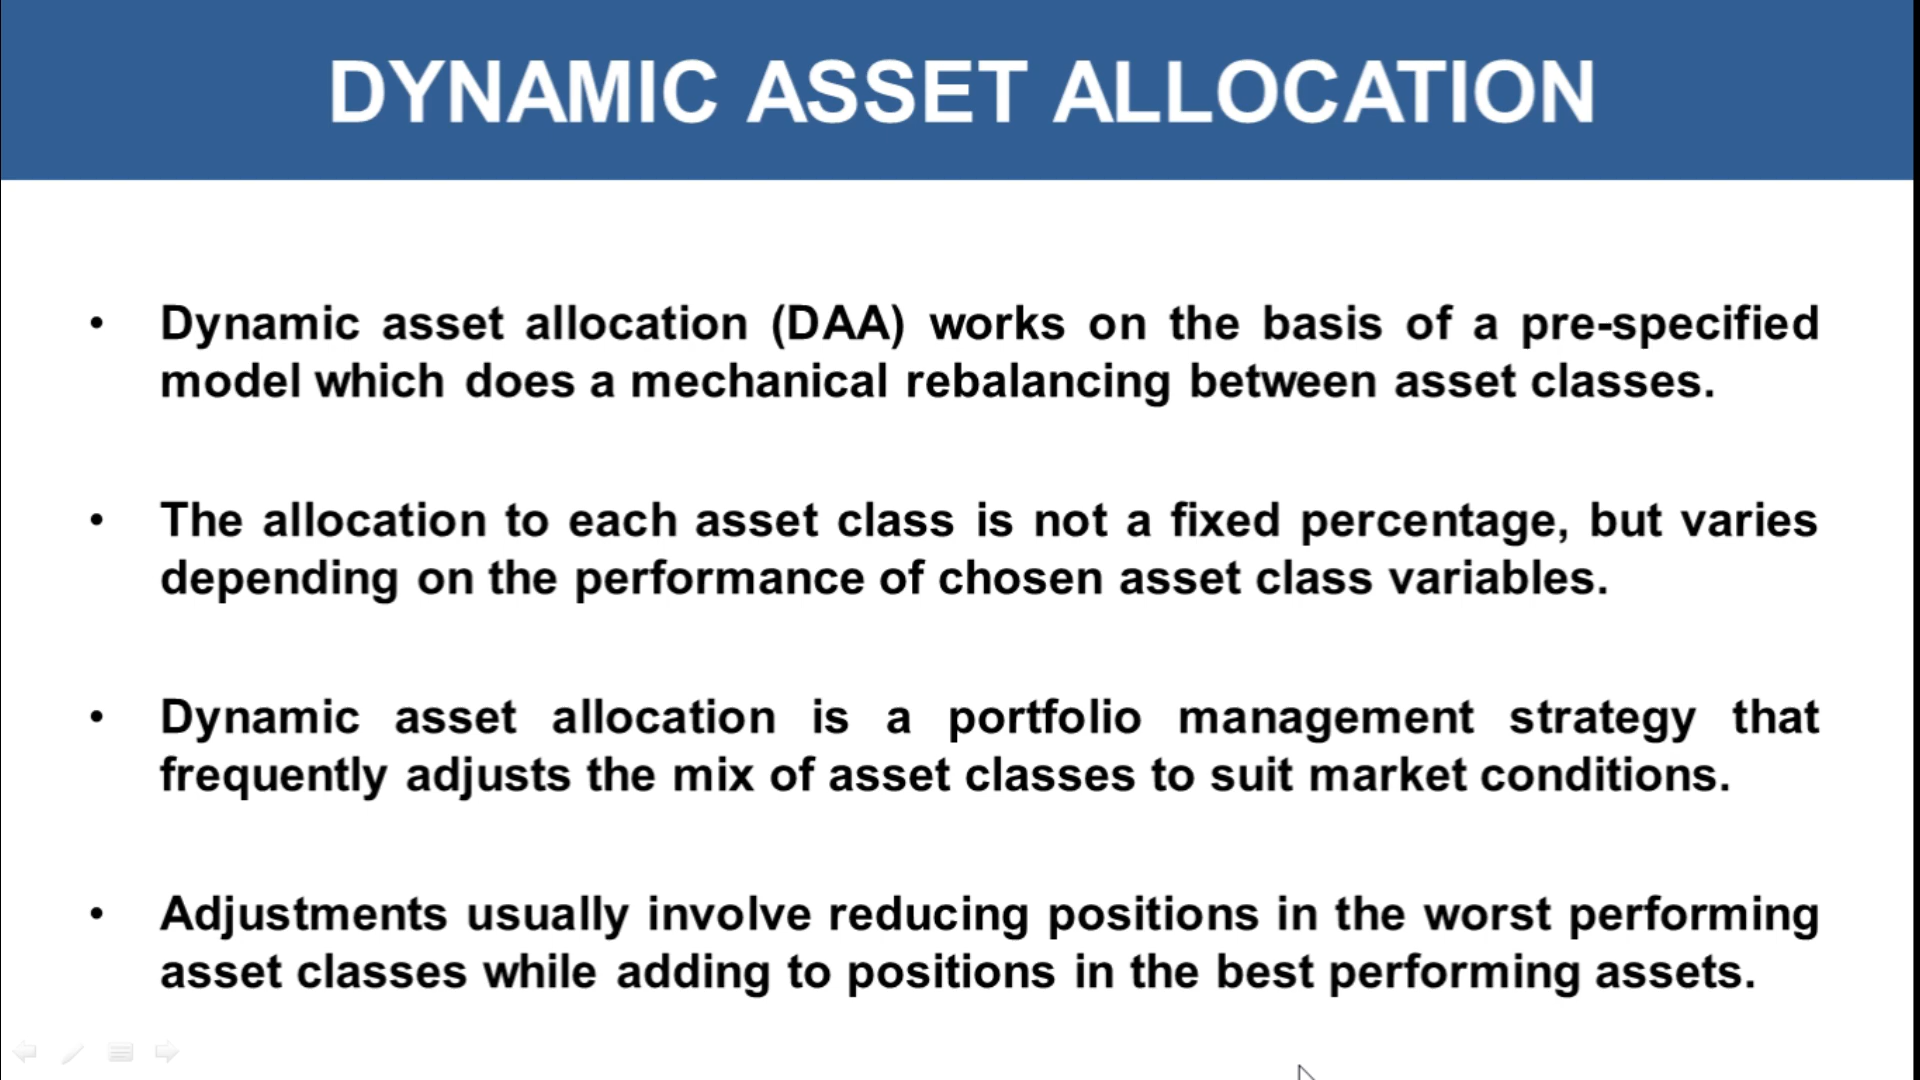 DYNAMIC ASSET ALLOCATION
• Dynamic asset allocation (DAA) works on the basis of a pre-specified
model which does a mechanical rebalancing between asset classes.
• The allocation to each asset class is not a fixed percentage, but varies
depending on the performance of chosen asset class variables.
• Dynamic asset allocation is a portfolio management strategy that
frequently adjusts the mix of asset classes to suit market conditions.
• Adjustments usually involve reducing positions in the worst performing
asset classes while adding to positions in the best performing assets.